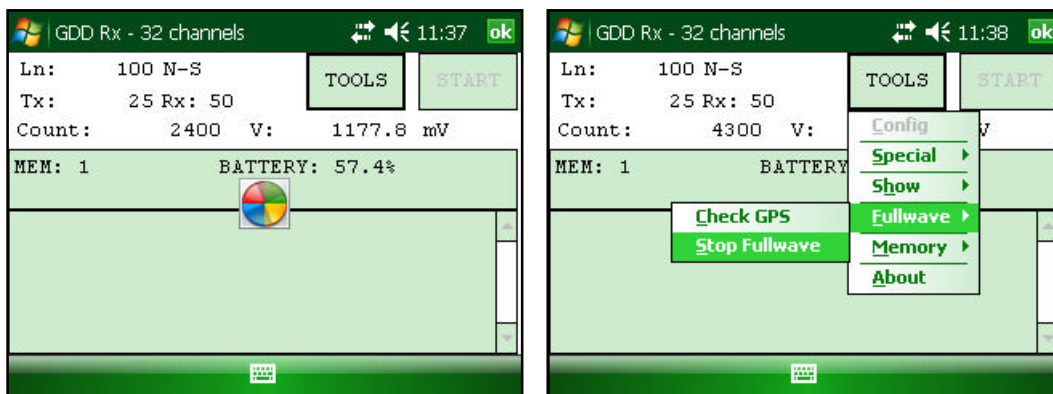 GDD Rx - 32 channels 11:37 ok
Ln: 100 N-S
TOOLS START
Tx: 25 Rx: 50
Count: 2400 V: 1177.8 mV
MEM: 1 BATTERY: 57.4%
GDD Rx - 32 channels 11:38 ok
Ln: 100 N-S
TOOLS START
Tx: 25 Rx: 50
Count: 4300 V: V
MEM: 1 BATTERY
Config
Special
Show
Fullwave
Memory
About
Check GPS
Stop Fullwave